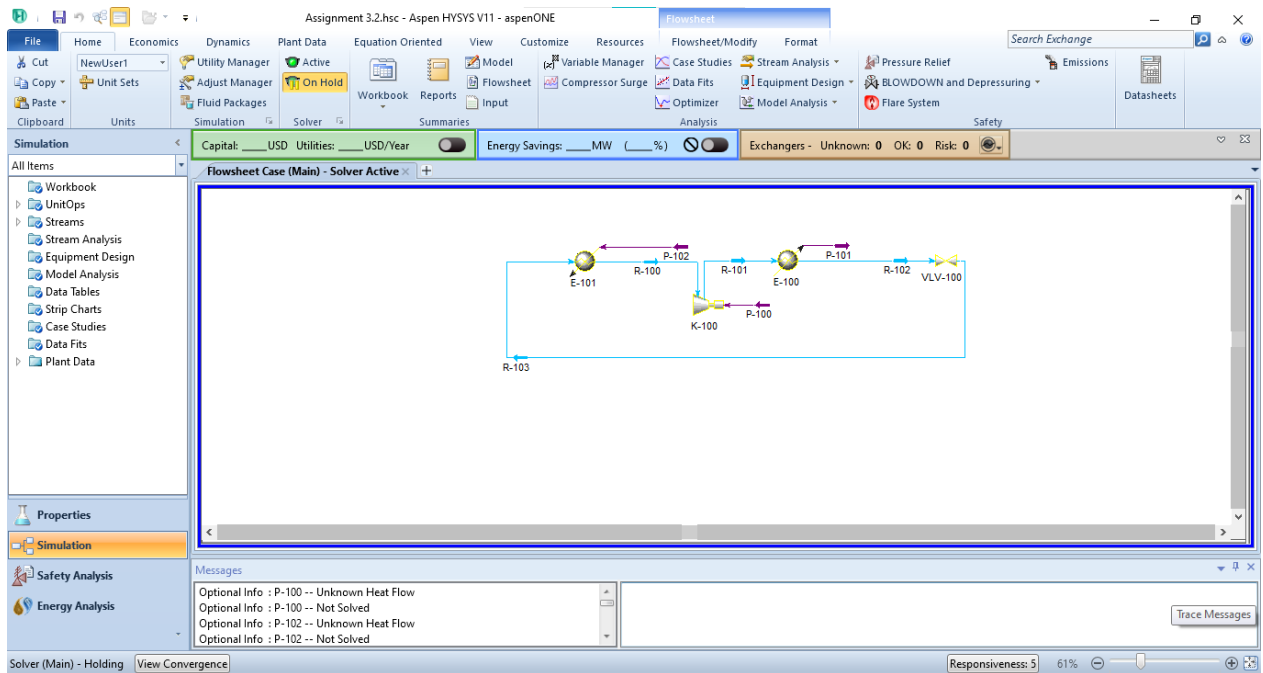 Assignment 3.2.hsc - Aspen HYSYS V11 - aspenONE
Flowsheet
File Home Economics Dynamics Plant Data Equation Oriented View Customize Resources Flowsheet/Modify Format
Search Exchange
Cut
Copy
Paste
Clipboard
NewUser1
Unit Sets
Units
Utility Manager
Adjust Manager
Fluid Packages
Simulation
Active
On Hold
Solver
Workbook
Reports
Model
Flowsheet
Input
Summaries
Variable Manager
Compressor Surge
Case Studies
Data Fits
Optimizer
Stream Analysis
Equipment Design
Model Analysis
Analysis
Pressure Relief
BLOWDOWN and Depressuring
Flare System
Emissions
Safety
Datasheets
Simulation
All Items
Workbook
UnitOps
Streams
Stream Analysis
Equipment Design
Model Analysis
Data Tables
Strip Charts
Case Studies
Data Fits
Plant Data
Properties
Simulation
Safety Analysis
Energy Analysis
Capital: ____USD Utilities: ____USD/Year
Energy Savings: ____MW (____%)
Exchangers - Unknown: 0 OK: 0 Risk: 0
Flowsheet Case (Main) - Solver Active
E-101
R-100
P-102
R-101
E-100
P-101
R-102
VLV-100
K-100
P-100
R-103
Messages
Optional Info : P-100 -- Unknown Heat Flow
Optional Info : P-100 -- Not Solved
Optional Info : P-102 -- Unknown Heat Flow
Optional Info : P-102 -- Not Solved
Trace Messages
Solver (Main) - Holding View Convergence
Responsiveness: 5 61%